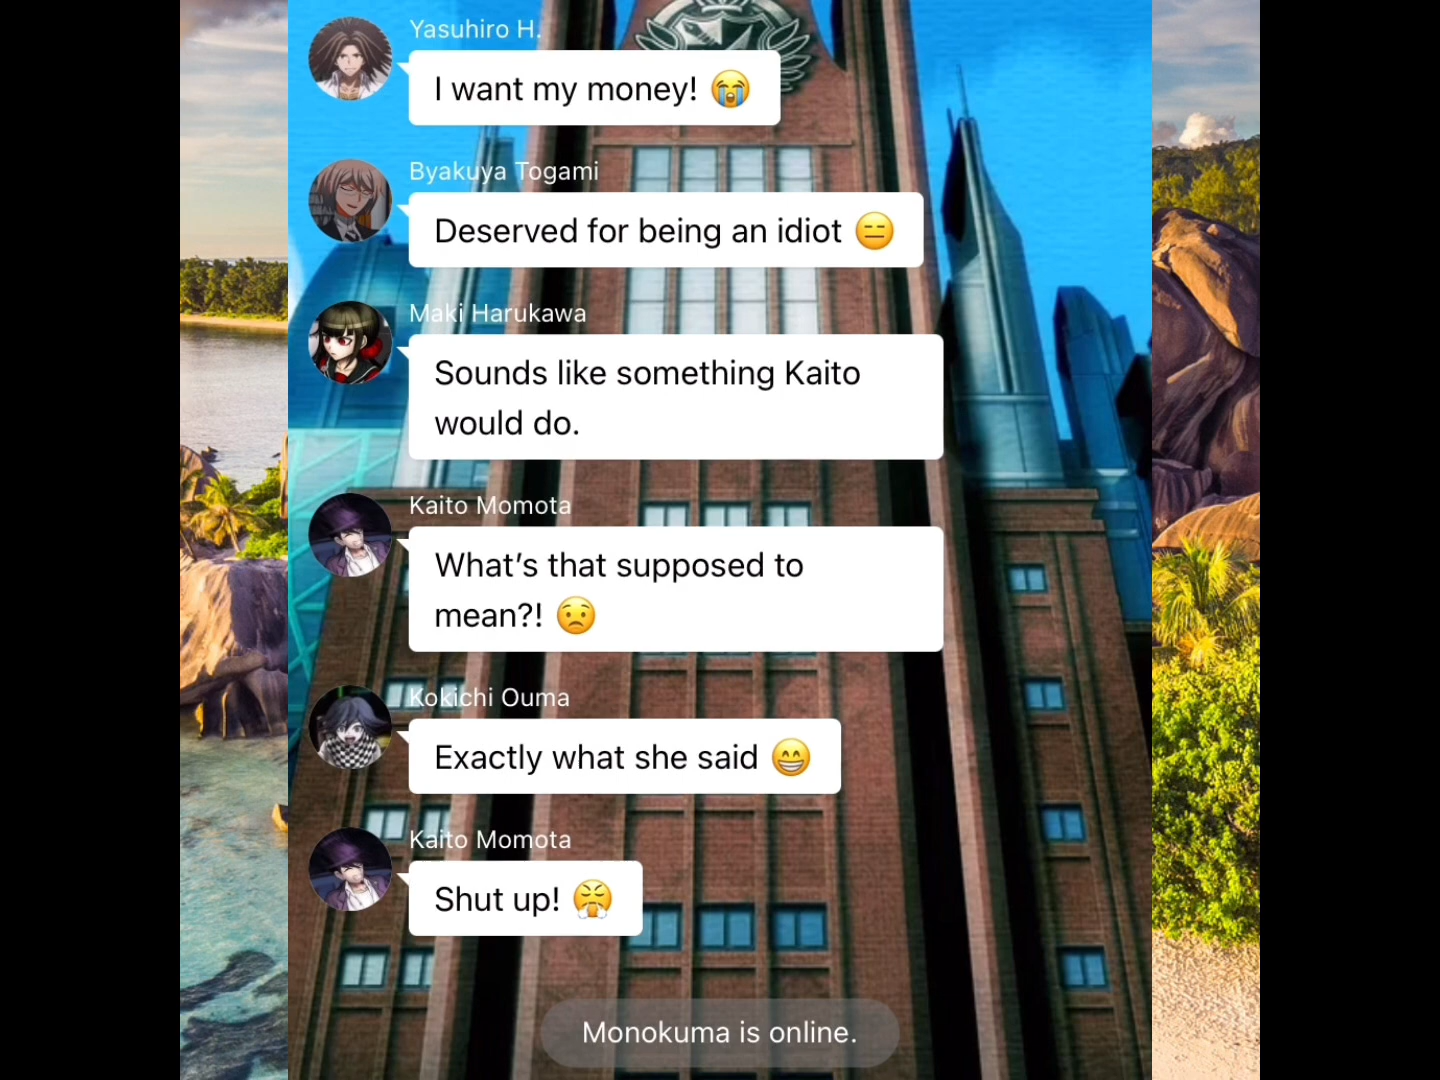 Yasuhiro H.
I want my money! 😭
Byakuya Togami
Deserved for being an idiot 😑
Maki Harukawa
Sounds like something Kaito
would do.
Kaito Momota
What’s that supposed to
mean?! 😟
Kokichi Ouma
Exactly what she said 😁
Kaito Momota
Shut up! 😤
Monokuma is online.